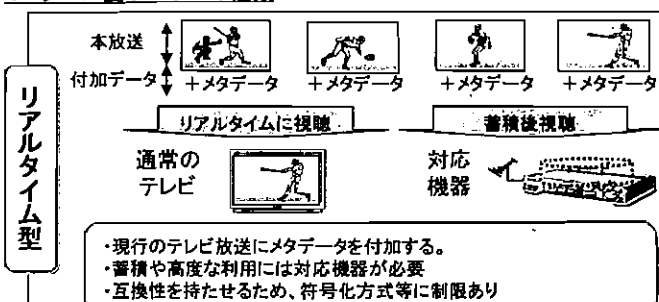 本放送
付加データ
+メタデータ
+メタデータ
+メタデータ
+メタデータ
リアルタイム型
リアルタイムに視聴
蓄積後視聴
通常の
テレビ
対応
機器
・現行のテレビ放送にメタデータを付加する。
・蓄積や高度な利用には対応機器が必要
・互換性を持たせるため、符号化方式等に制限あり